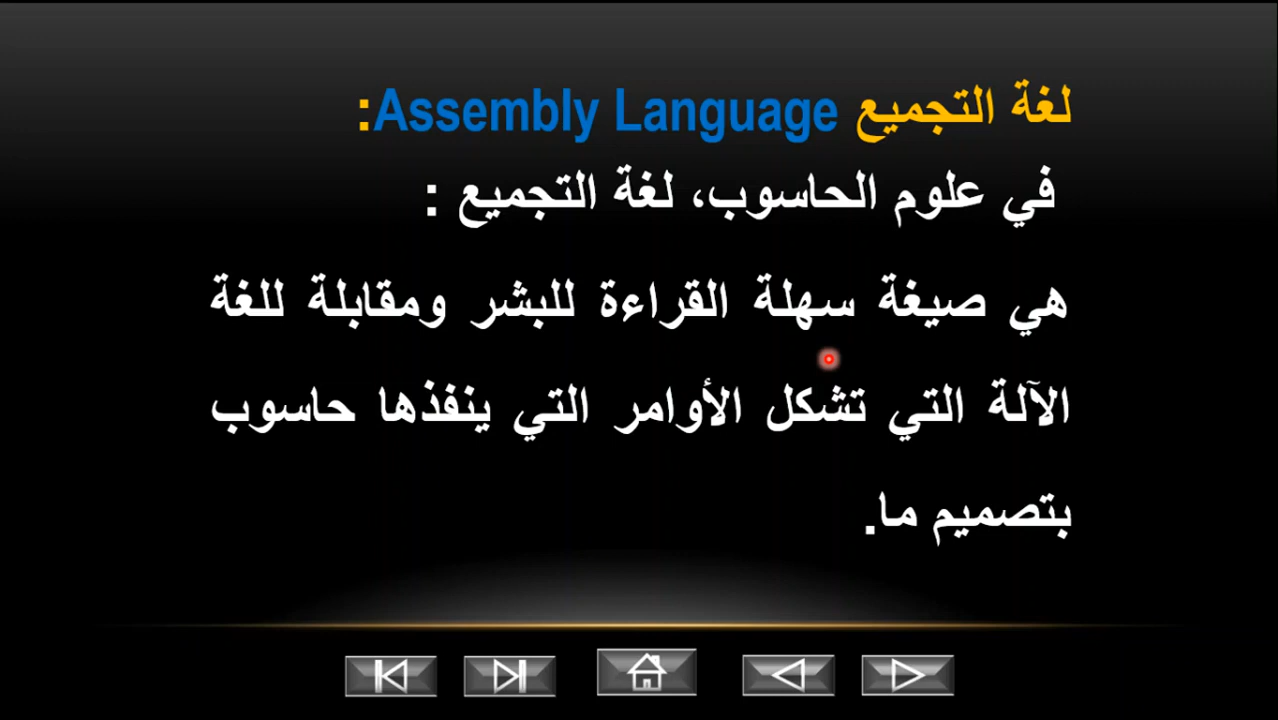 لغة التجميع Assembly Language:
في علوم الحاسوب، لغة التجميع :
هي صيغة سهلة القراءة للبشر ومقابلة للغة
الآلة التي تشكل الأوامر التي ينفذها حاسوب
بتصميم ما.